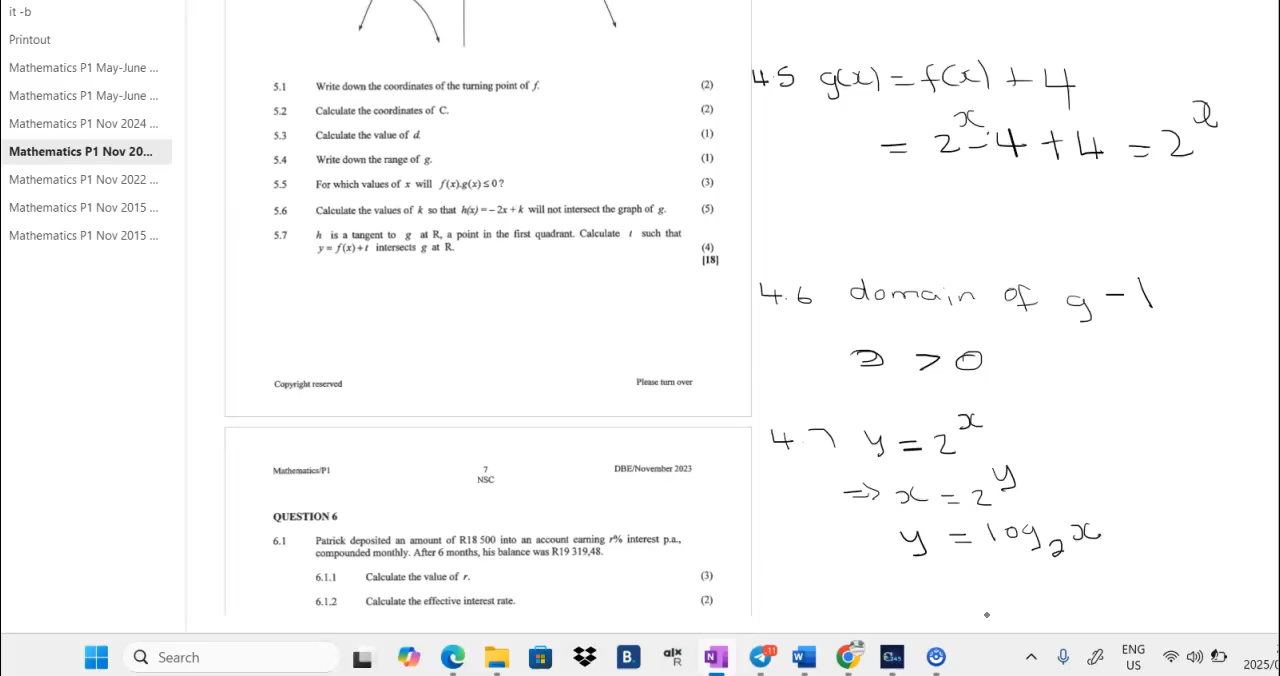 it -b
Printout
Mathematics P1 May-June ...
Mathematics P1 May-June ...
Mathematics P1 Nov 2024 ...
Mathematics P1 Nov 20...
Mathematics P1 Nov 2022 ...
Mathematics P1 Nov 2015 ...
Mathematics P1 Nov 2015 ...
5.1 Write down the coordinates of the turning point of f. (2)
5.2 Calculate the coordinates of C. (2)
5.3 Calculate the value of d. (1)
5.4 Write down the range of g. (1)
5.5 For which values of x will f(x).g(x) ≤ 0? (3)
5.6 Calculate the values of k so that h(x) = – 2x + k will not intersect the graph of g. (5)
5.7 h is a tangent to g at R, a point in the first quadrant. Calculate t such that
y = f(x) + t intersects g at R. (4)
[18]
Copyright reserved Please turn over
Mathematics/P1 7 DBE/November 2023
NSC
QUESTION 6
6.1 Patrick deposited an amount of R18 500 into an account earning r% interest p.a.,
compounded monthly. After 6 months, his balance was R19 319,48.
6.1.1 Calculate the value of r. (3)
6.1.2 Calculate the effective interest rate. (2)
4.5 g(x) = f(x) + 4
= 2^x - 4 + 4 = 2^x
4.6 domain of g - 1
x > 0
4.7 y = 2^x
⇒ x = 2^y
y = log₂x
Search
B.
a|x
R
N
11
W
£345
ENG
US
2025/0